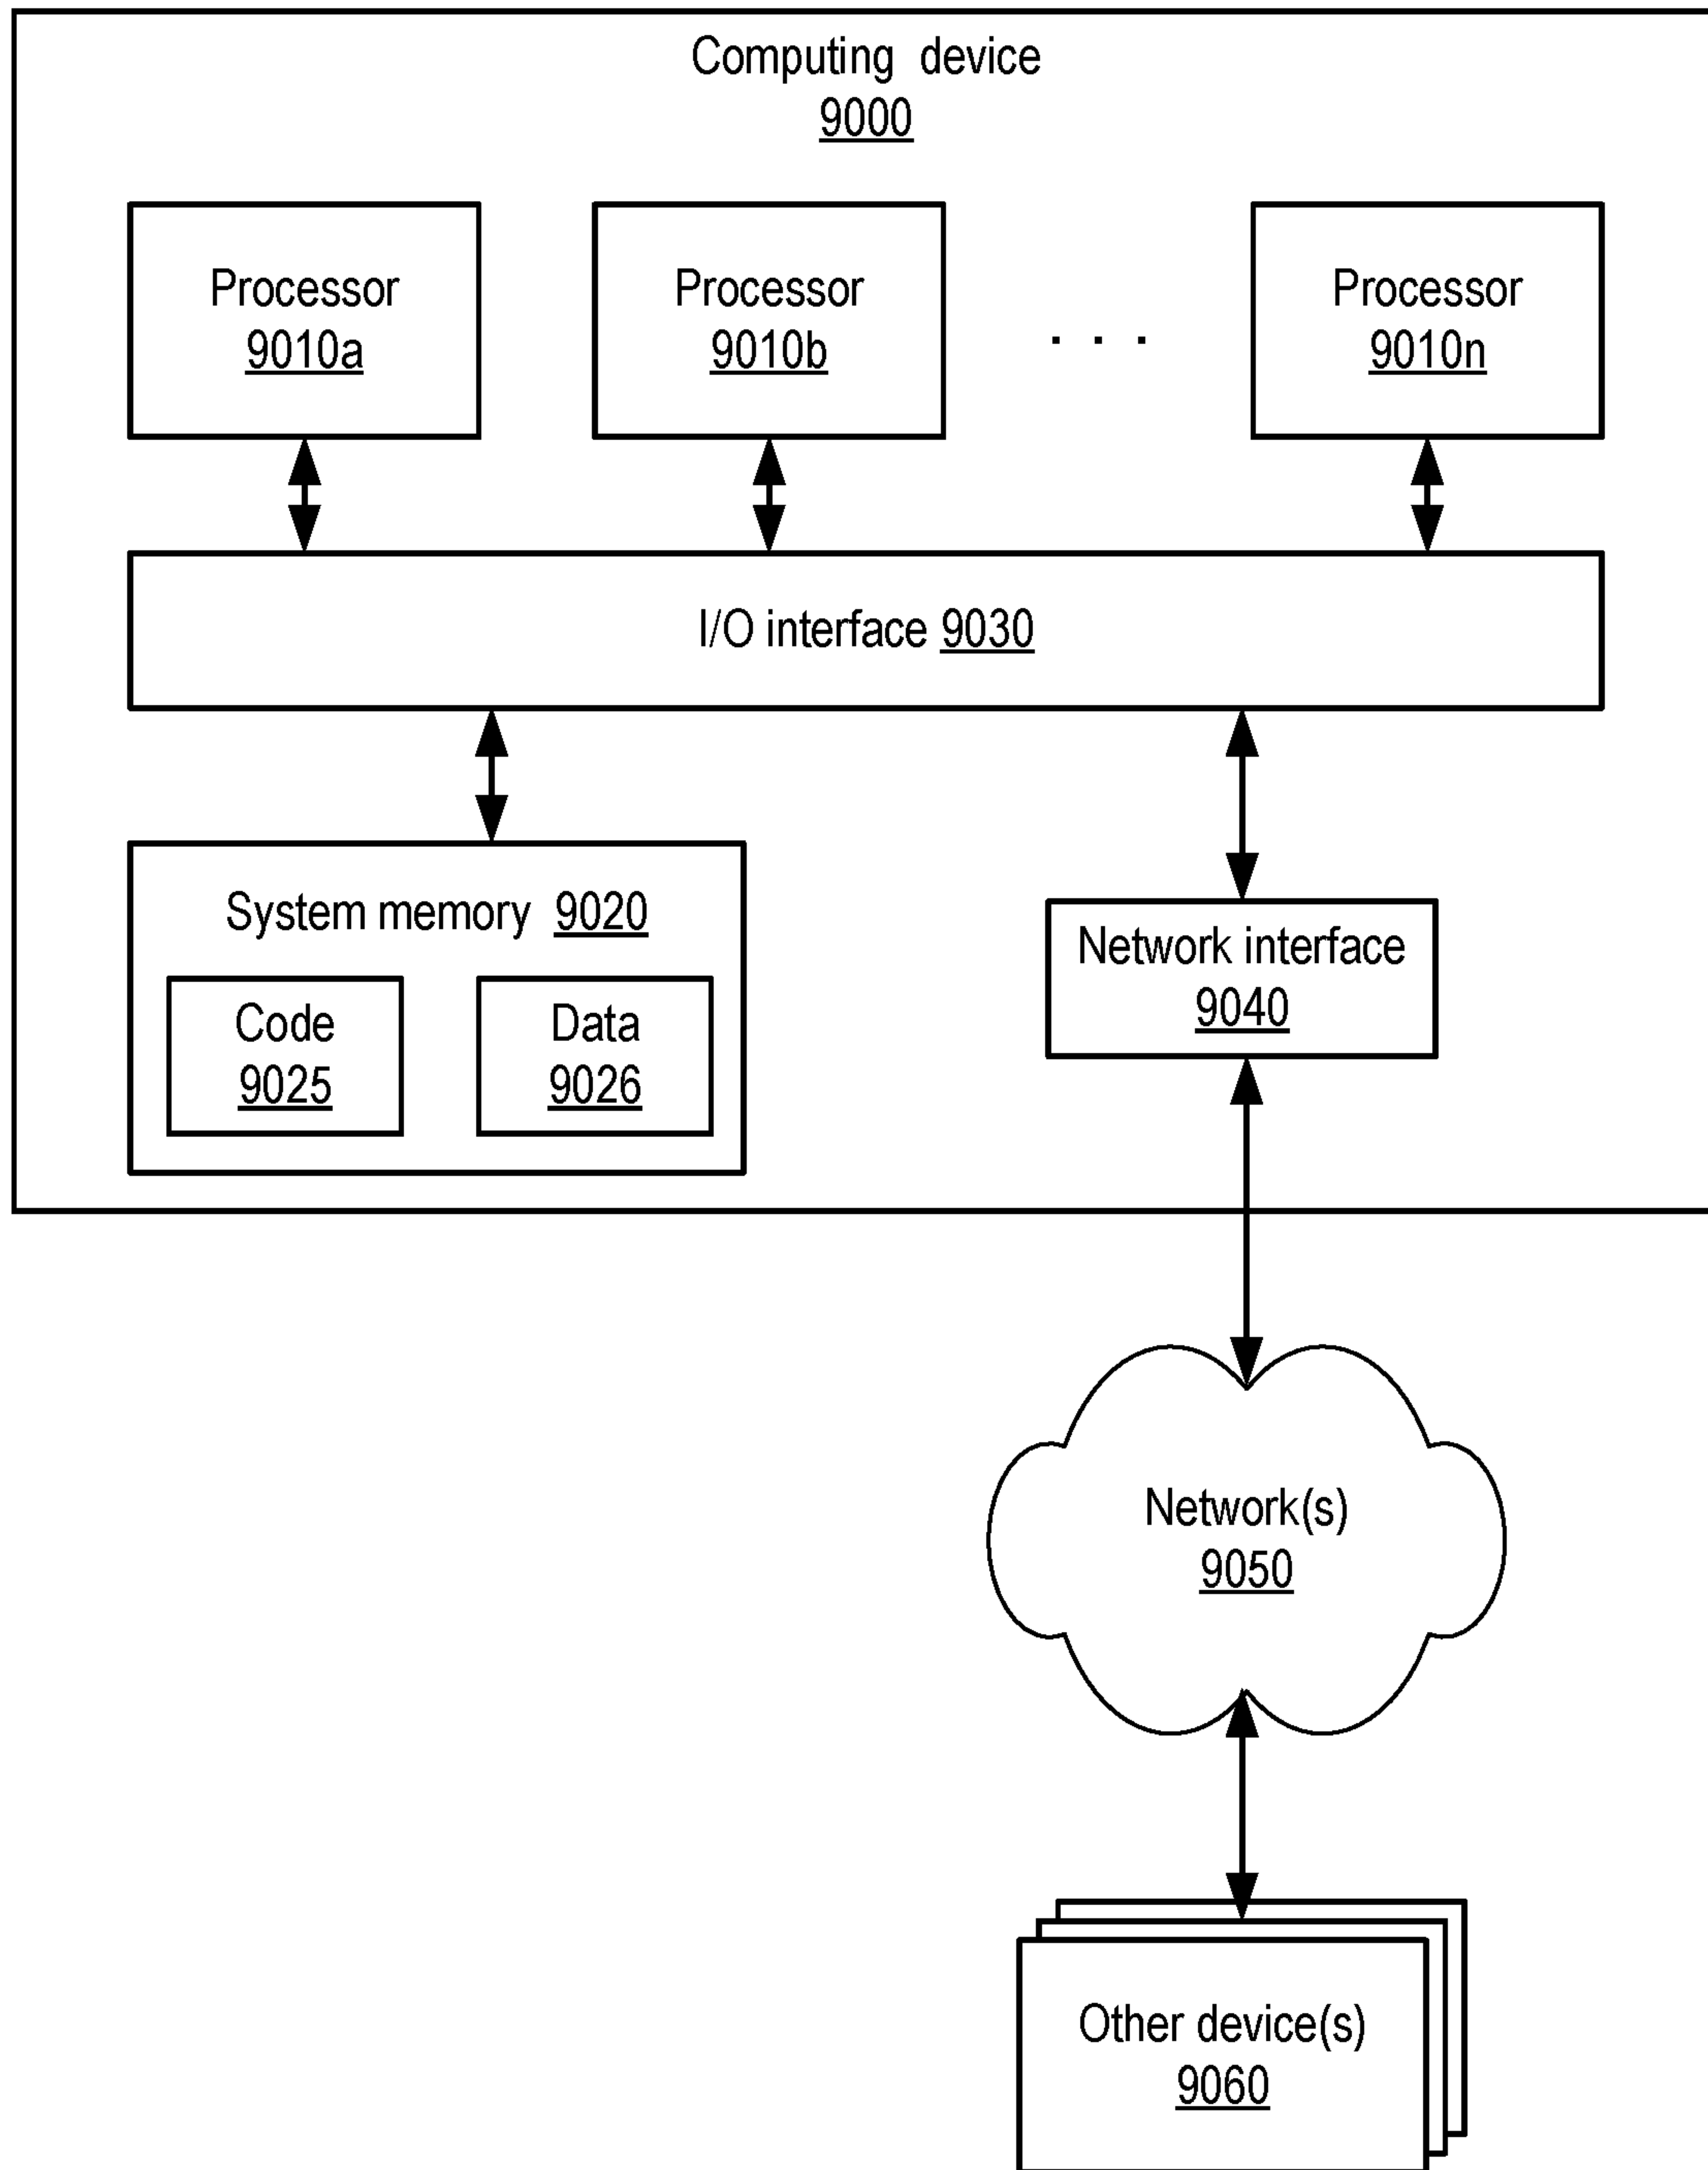 Computing device
9000
Processor
9010a
Processor
9010b
. . .
Processor
9010n
I/O interface 9030
System memory 9020
Code
9025
Data
9026
Network interface
9040
Network(s)
9050
Other device(s)
9060